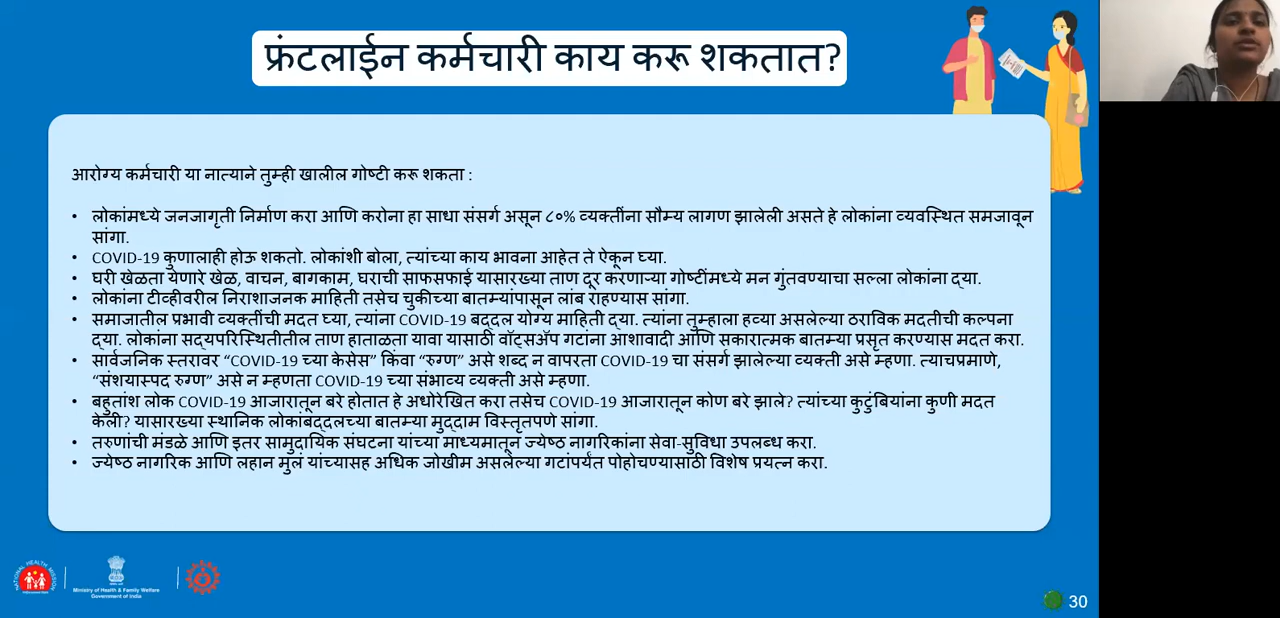 फ्रंटलाईन कर्मचारी काय करू शकतात?
आरोग्य कर्मचारी या नात्याने तुम्ही खालील गोष्टी करू शकता :
• लोकांमध्ये जनजागृती निर्माण करा आणि करोना हा साधा संसर्ग असून ८०% व्यक्तींना सौम्य लागण झालेली असते हे लोकांना व्यवस्थित समजावून
सांगा.
• COVID-19 कुणालाही होऊ शकतो. लोकांशी बोला, त्यांच्या काय भावना आहेत ते ऐकून घ्या.
• घरी खेळता येणारे खेळ, वाचन, बागकाम, घराची साफसफाई यासारख्या ताण दूर करणाऱ्या गोष्टींमध्ये मन गुंतवण्याचा सल्ला लोकांना द्या.
• लोकांना टीव्हीवरील निराशाजनक माहिती तसेच चुकीच्या बातम्यांपासून लांब राहण्यास सांगा.
• समाजातील प्रभावी व्यक्तींची मदत घ्या, त्यांना COVID-19 बद्दल योग्य माहिती द्या. त्यांना तुम्हाला हव्या असलेल्या ठराविक मदतीची कल्पना
द्या. लोकांना सद्यपरिस्थितीतील ताण हाताळता यावा यासाठी वॉट्सअ‍ॅप गटांना आशावादी आणि सकारात्मक बातम्या प्रसृत करण्यास मदत करा.
• सार्वजनिक स्तरावर “COVID-19 च्या केसेस” किंवा “रुग्ण” असे शब्द न वापरता COVID-19 चा संसर्ग झालेल्या व्यक्ती असे म्हणा. त्याचप्रमाणे,
“संशयास्पद रुग्ण” असे न म्हणता COVID-19 च्या संभाव्य व्यक्ती असे म्हणा.
• बहुतांश लोक COVID-19 आजारातून बरे होतात हे अधोरेखित करा तसेच COVID-19 आजारातून कोण बरे झाले? त्यांच्या कुटुंबियांना कुणी मदत
केली? यासारख्या स्थानिक लोकांबद्दलच्या बातम्या मुद्दाम विस्तृतपणे सांगा.
• तरुणांची मंडळे आणि इतर सामुदायिक संघटना यांच्या माध्यमातून ज्येष्ठ नागरिकांना सेवा-सुविधा उपलब्ध करा.
• ज्येष्ठ नागरिक आणि लहान मुलं यांच्यासह अधिक जोखीम असलेल्या गटांपर्यंत पोहोचण्यासाठी विशेष प्रयत्न करा.
NATIONAL HEALTH MISSION
Ministry of Health & Family Welfare
Government of India
30